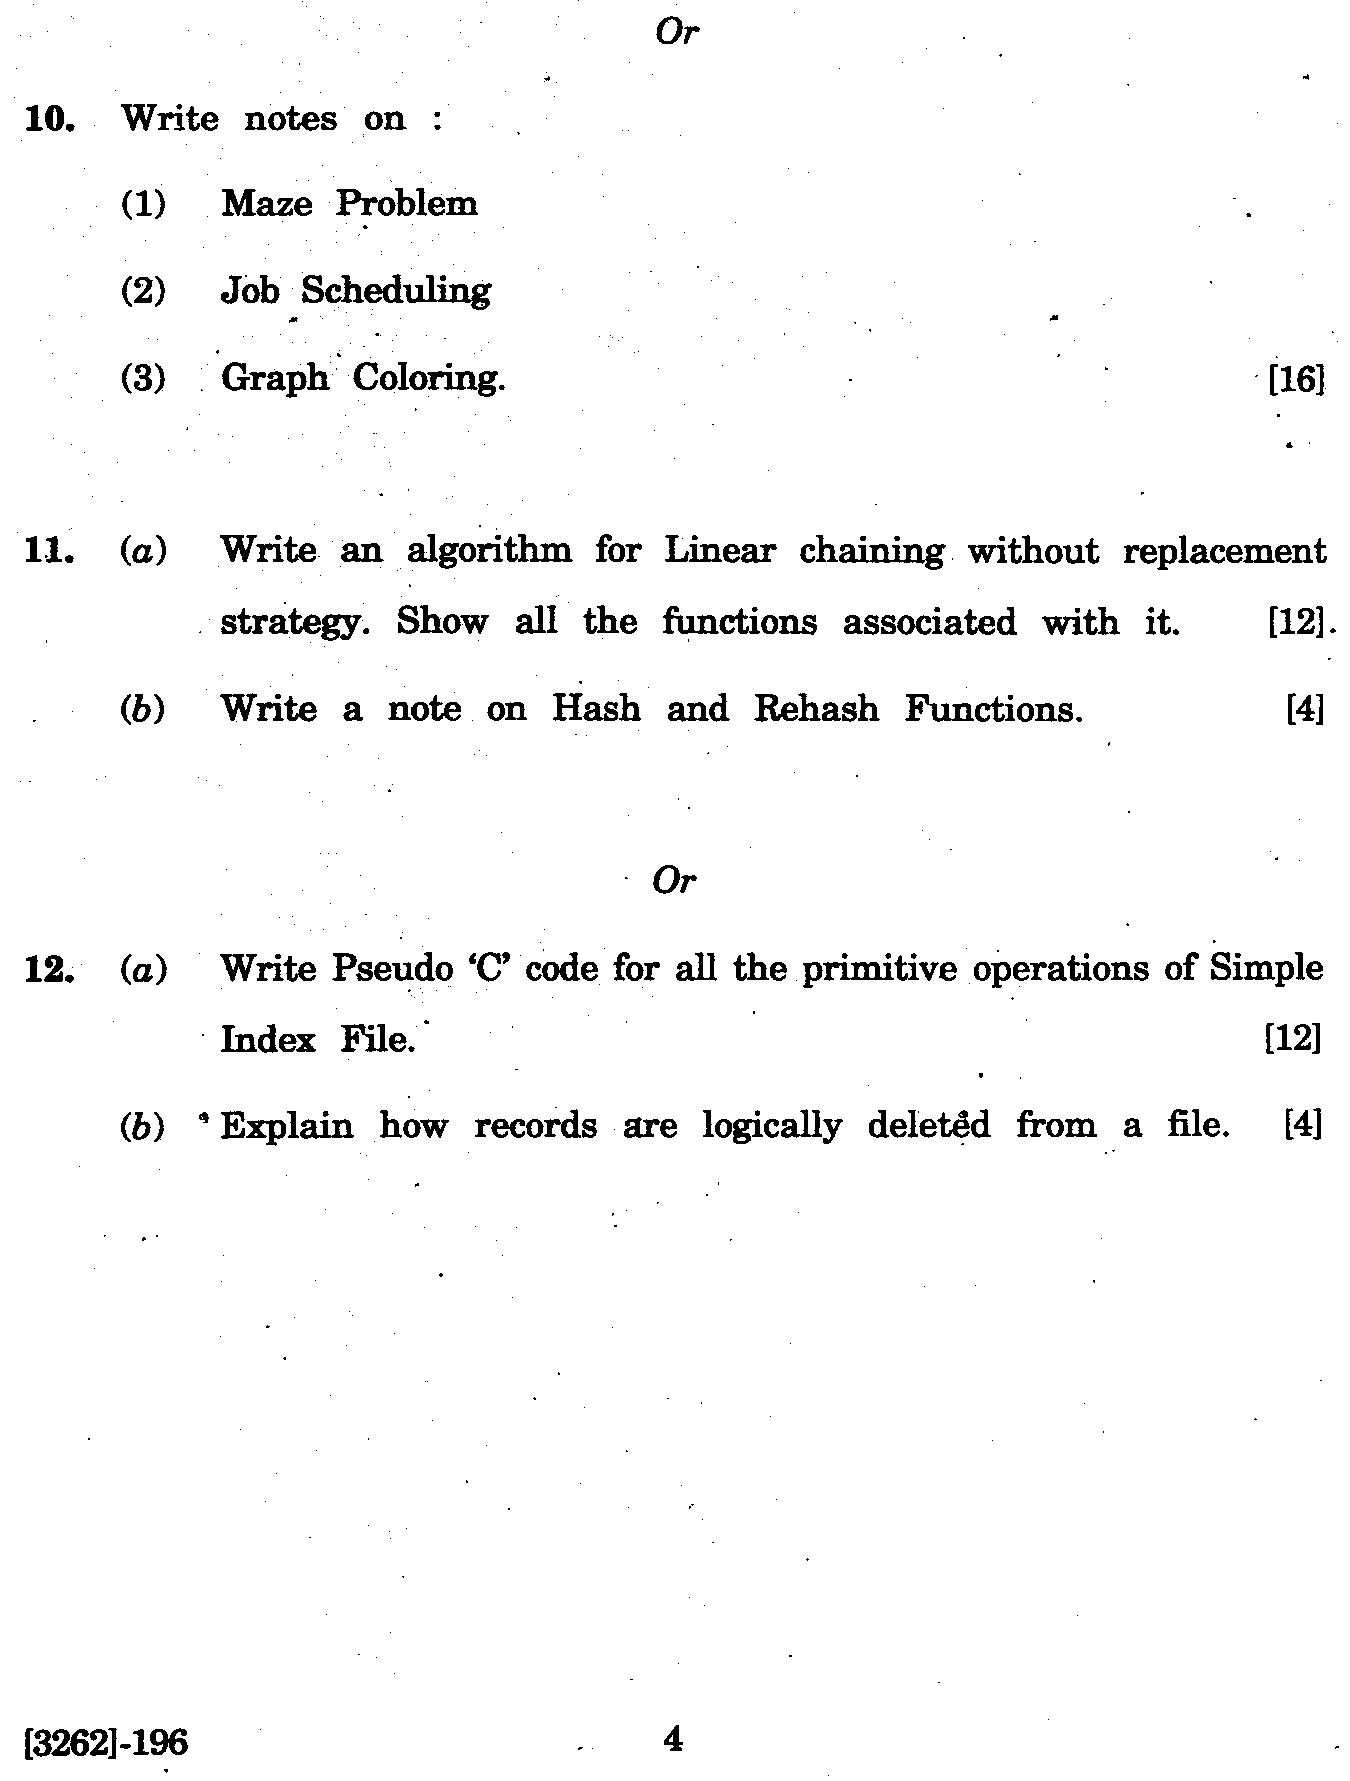 Or
10. Write notes on :
(1) Maze Problem
(2) Job Scheduling
(3) Graph Coloring. [16]
11. (a) Write an algorithm for Linear chaining without replacement
strategy. Show all the functions associated with it. [12].
(b) Write a note on Hash and Rehash Functions. [4]
Or
12. (a) Write Pseudo ‘C’ code for all the primitive operations of Simple
Index File. [12]
(b) Explain how records are logically deleted from a file. [4]
[3262]-196 4